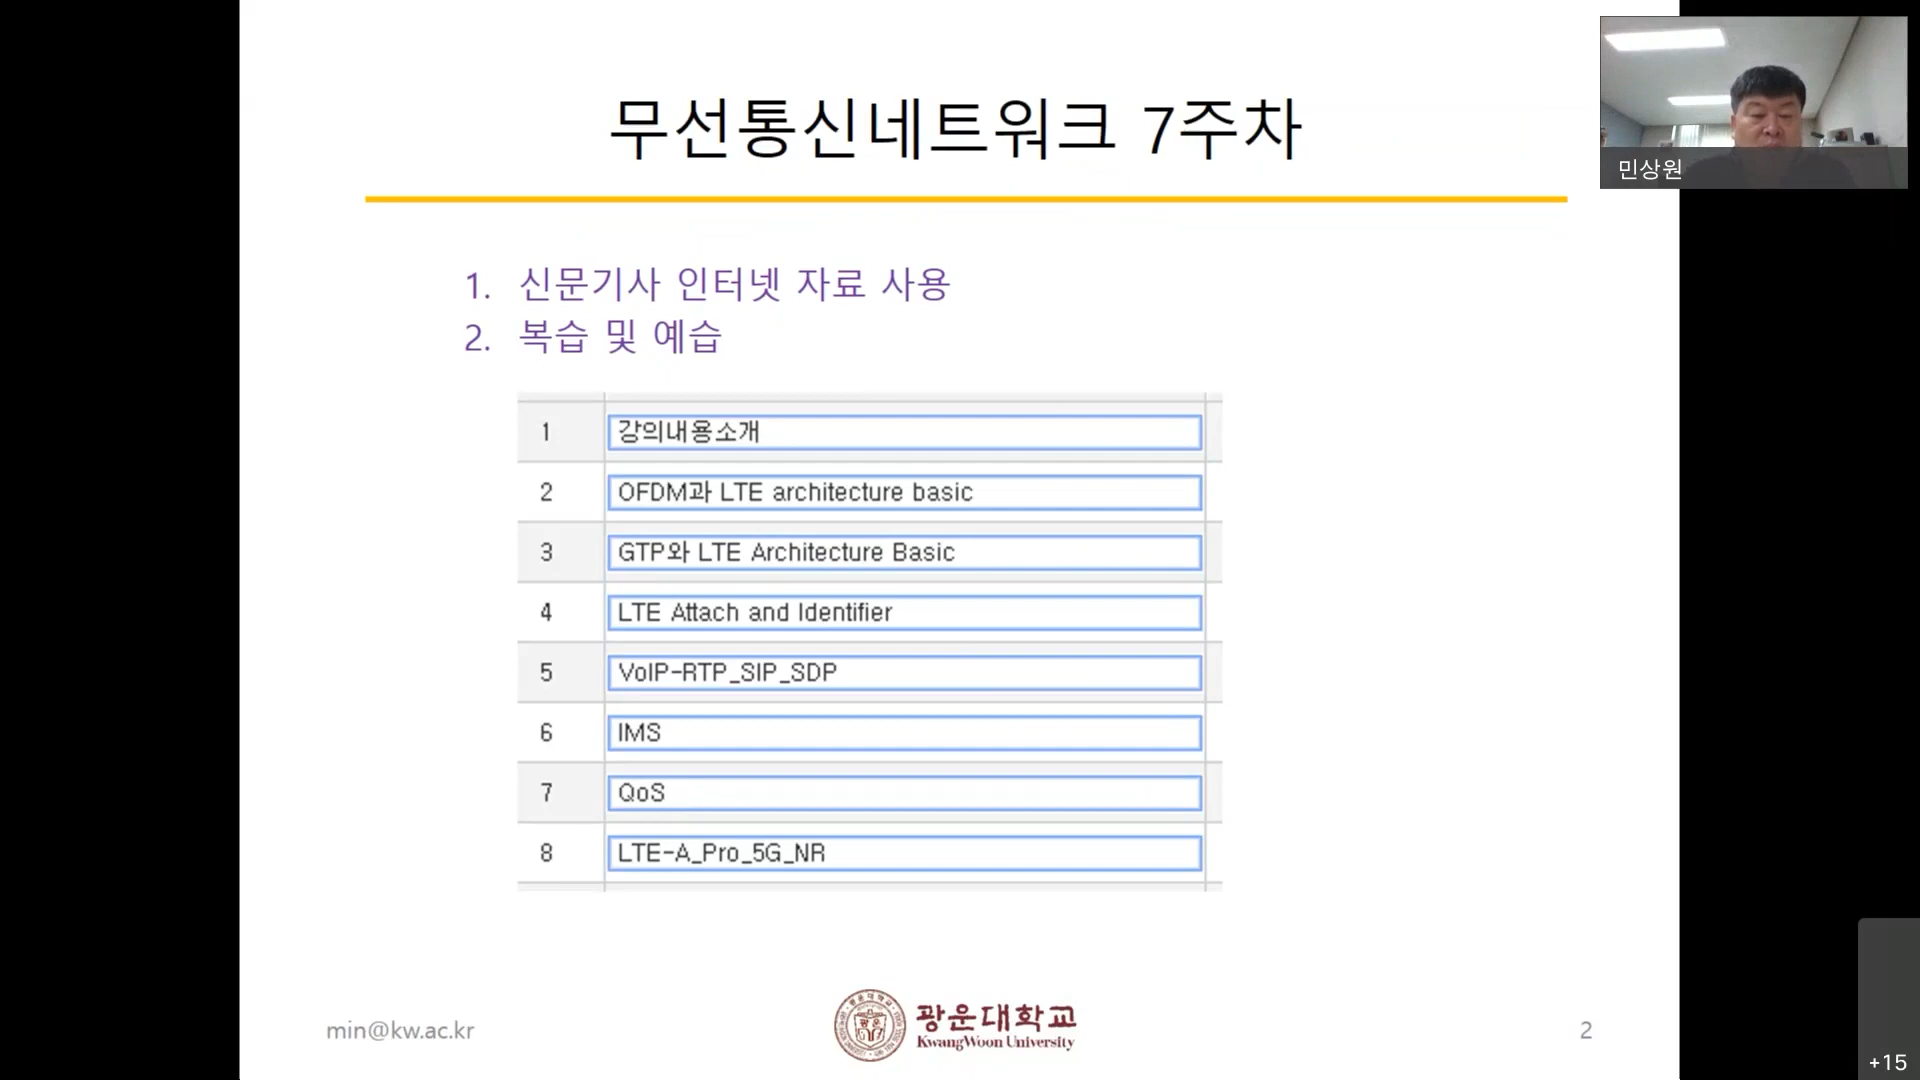 무선통신네트워크 7주차
민상원
1. 신문기사 인터넷 자료 사용
2. 복습 및 예습
1 강의내용소개
2 OFDM과 LTE architecture basic
3 GTP와 LTE Architecture Basic
4 LTE Attach and Identifier
5 VoIP-RTP_SIP_SDP
6 IMS
7 QoS
8 LTE-A_Pro_5G_NR
min@kw.ac.kr
광운대학교
KwangWoon University
2
+15